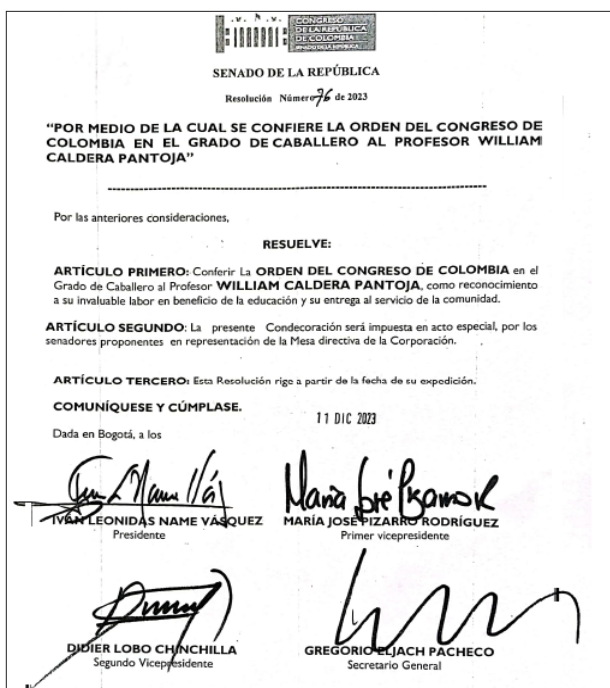 CONGRESO
DE LA REPÚBLICA
DE COLOMBIA
SENADO DE LA REPÚBLICA
SENADO DE LA REPÚBLICA
Resolución Número 76 de 2023
“POR MEDIO DE LA CUAL SE CONFIERE LA ORDEN DEL CONGRESO DE
COLOMBIA EN EL GRADO DE CABALLERO AL PROFESOR WILLIAM
CALDERA PANTOJA”
Por las anteriores consideraciones,
RESUELVE:
ARTÍCULO PRIMERO: Conferir La ORDEN DEL CONGRESO DE COLOMBIA en el
Grado de Caballero al Profesor WILLIAM CALDERA PANTOJA, como reconocimiento
a su invaluable labor en beneficio de la educación y su entrega al servicio de la comunidad.
ARTÍCULO SEGUNDO: La presente Condecoración será impuesta en acto especial, por los
senadores proponentes en representación de la Mesa directiva de la Corporación.
ARTÍCULO TERCERO: Esta Resolución rige a partir de la fecha de su expedición.
COMUNÍQUESE Y CÚMPLASE.
11 DIC 2023
Dada en Bogotá, a los
IVÁN LEONIDAS NAME VÁSQUEZ MARÍA JOSÉ PIZARRO RODRÍGUEZ
Presidente Primer vicepresidente
DIDIER LOBO CHINCHILLA GREGORIO ELJACH PACHECO
Segundo Vicepresidente Secretario General